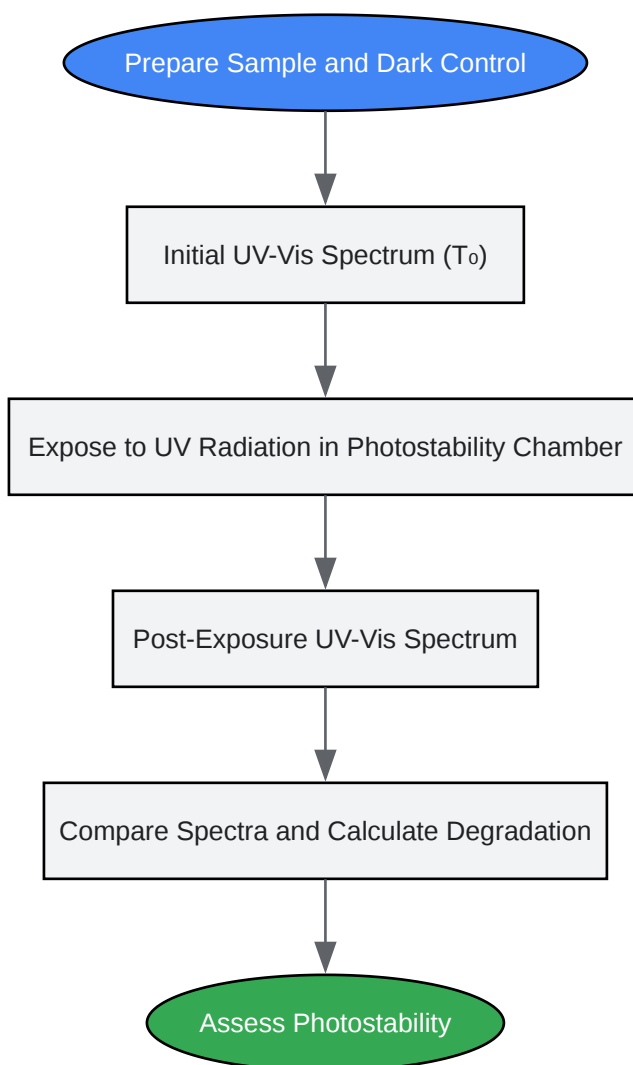 Prepare Sample and Dark Control
Initial UV-Vis Spectrum (T₀)
Expose to UV Radiation in Photostability Chamber
Post-Exposure UV-Vis Spectrum
Compare Spectra and Calculate Degradation
Assess Photostability